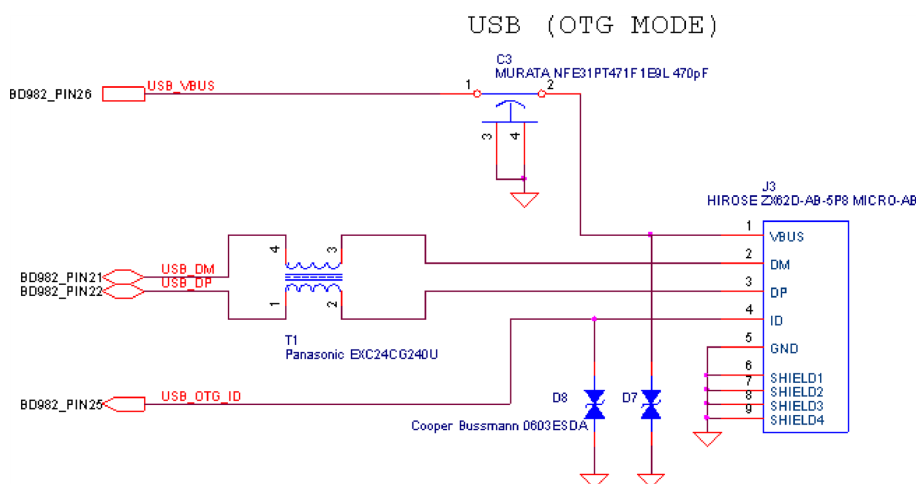 USB (OTG MODE)
C3
MURATA NFE31PT471F1E9L 470pF
BD982_PIN26
USB_VBUS
1
2
3
4
J3
HIROSE ZX62D-AB-5P8 MICRO-AB
1
VBUS
4
3
2
DM
BD982_PIN21
USB_DM
BD982_PIN22
USB_DP
3
DP
1
2
4
ID
T1
Panasonic EXC24CG240U
5
GND
6
SHIELD1
7
SHIELD2
8
SHIELD3
9
SHIELD4
BD982_PIN25
USB_OTG_ID
D8
D7
Cooper Bussmann 0603ESDA